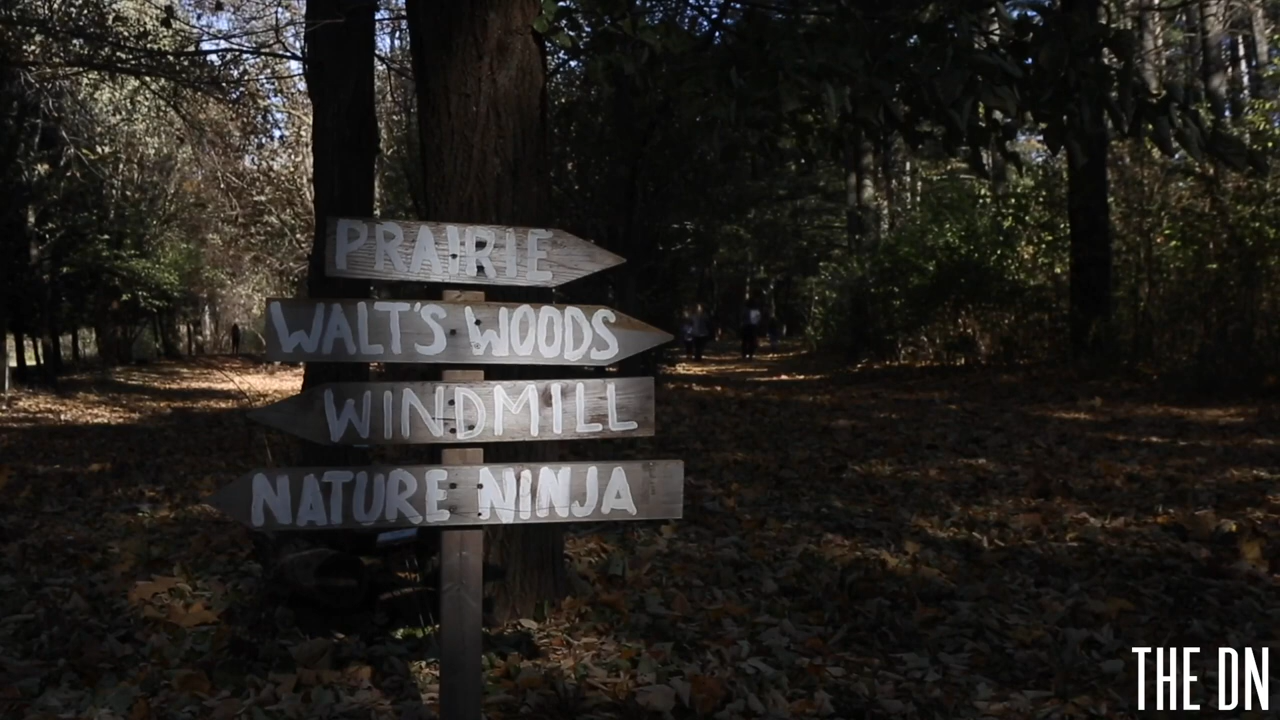 PRAIRIE
WALT'S WOODS
WINDMILL
NATURE NINJA
THE DN